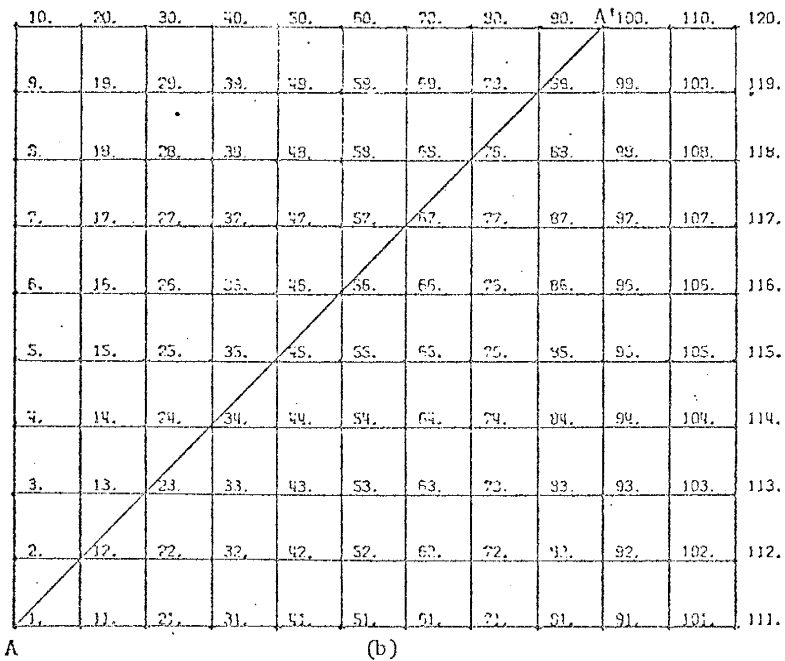 10. 20. 30. 40. 50. 60. 70. 80. 90. A' 100. 110. 120.
9. 19. 29. 39. 49. 59. 69. 79. 89. 99. 109. 119.
8. 18. 28. 38. 48. 58. 68. 78. 88. 98. 108. 118.
7. 17. 27. 37. 47. 57. 67. 77. 87. 97. 107. 117.
6. 16. 26. 36. 46. 56. 66. 76. 86. 96. 106. 116.
5. 15. 25. 35. 45. 55. 65. 75. 85. 95. 105. 115.
4. 14. 24. 34. 44. 54. 64. 74. 84. 94. 104. 114.
3. 13. 23. 33. 43. 53. 63. 73. 83. 93. 103. 113.
2. 12. 22. 32. 42. 52. 62. 72. 82. 92. 102. 112.
1. 11. 21. 31. 41. 51. 61. 71. 81. 91. 101. 111.
A (b)